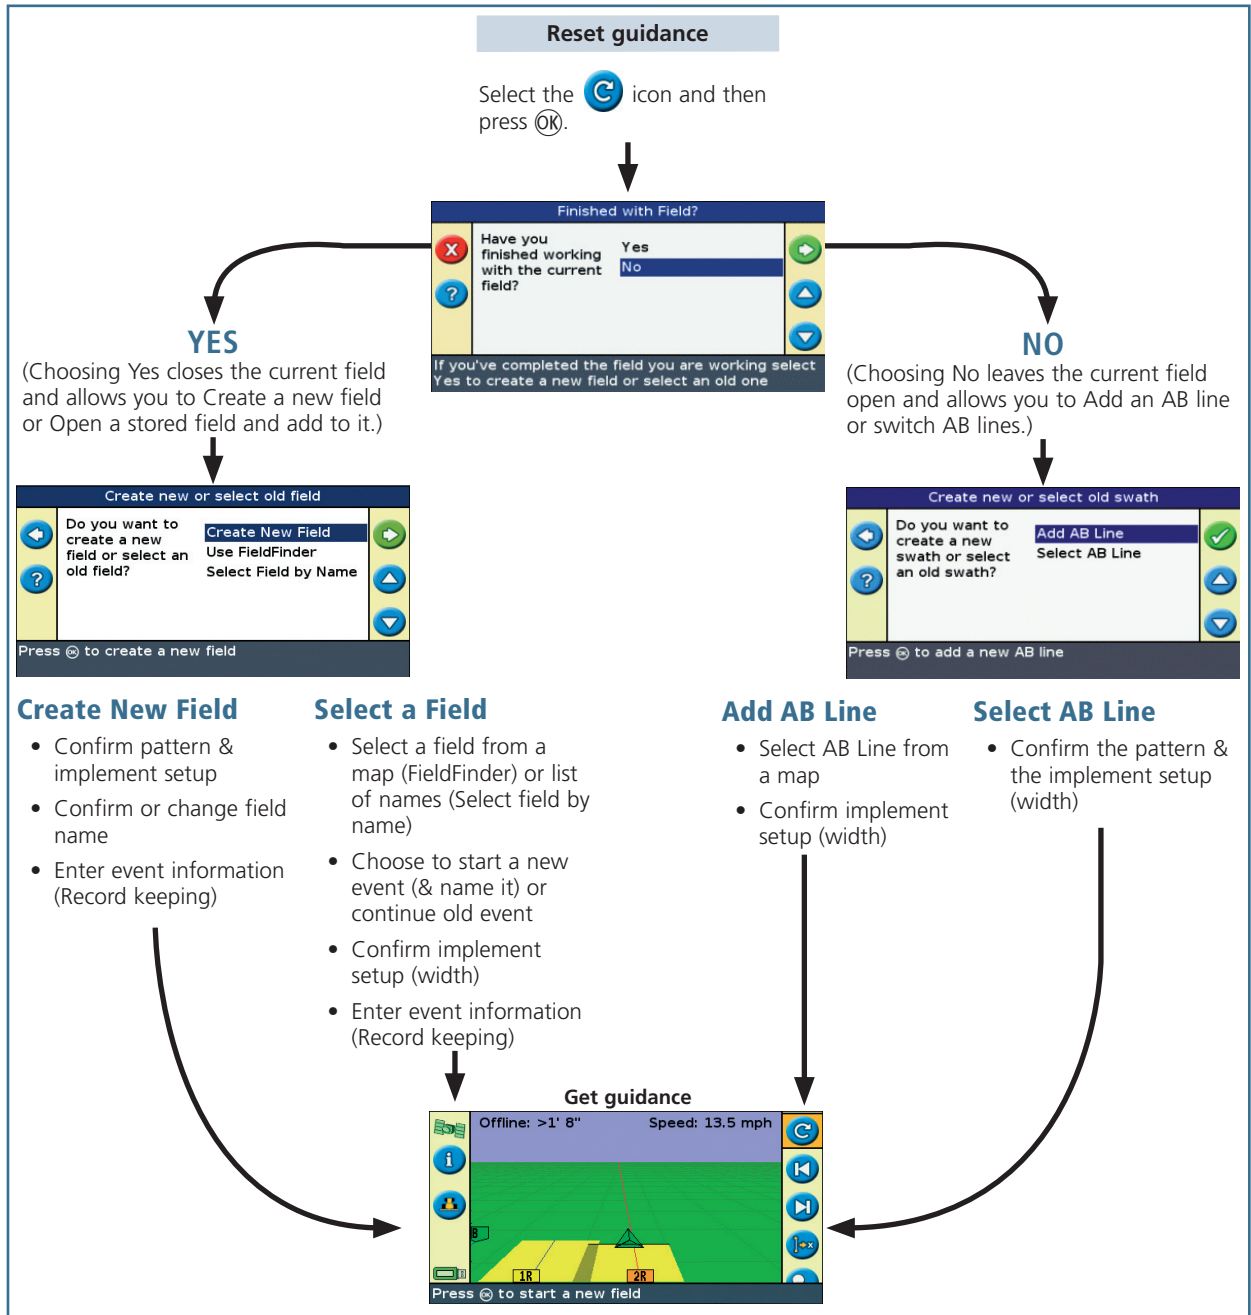 Reset guidance
Select the icon and then
press OK.
Finished with Field?
Have you
finished working
with the current
field?
Yes
No
If you've completed the field you are working select
Yes to create a new field or select an old one
YES
(Choosing Yes closes the current field
and allows you to Create a new field
or Open a stored field and add to it.)
NO
(Choosing No leaves the current field
open and allows you to Add an AB line
or switch AB lines.)
Create new or select old field
Do you want to
create a new
field or select an
old field?
Create New Field
Use FieldFinder
Select Field by Name
Press OK to create a new field
Create new or select old swath
Do you want to
create a new
swath or select
an old swath?
Add AB Line
Select AB Line
Press OK to add a new AB line
Create New Field
• Confirm pattern &
implement setup
• Confirm or change field
name
• Enter event information
(Record keeping)
Select a Field
• Select a field from a
map (FieldFinder) or list
of names (Select field by
name)
• Choose to start a new
event (& name it) or
continue old event
• Confirm implement
setup (width)
• Enter event information
(Record keeping)
Add AB Line
• Select AB Line from
a map
• Confirm implement
setup (width)
Select AB Line
• Confirm the pattern &
the implement setup
(width)
Get guidance
Offline: >1' 8"
Speed: 13.5 mph
B
1R
2R
Press OK to start a new field